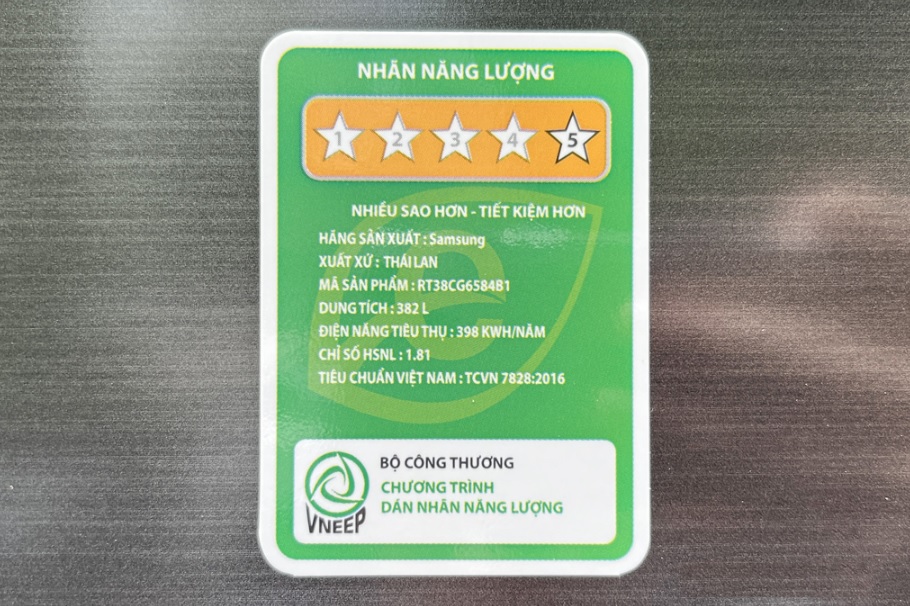 NHÃN NĂNG LƯỢNG
1 2 3 4 5
NHIỀU SAO HƠN - TIẾT KIỆM HƠN
HÃNG SẢN XUẤT : Samsung
XUẤT XỨ : THÁI LAN
MÃ SẢN PHẨM : RT38CG6584B1
DUNG TÍCH : 382 L
ĐIỆN NĂNG TIÊU THỤ : 398 KWH/NĂM
CHỈ SỐ HSNL : 1.81
TIÊU CHUẨN VIỆT NAM : TCVN 7828:2016
BỘ CÔNG THƯƠNG
CHƯƠNG TRÌNH
DÁN NHÃN NĂNG LƯỢNG
VNEEP